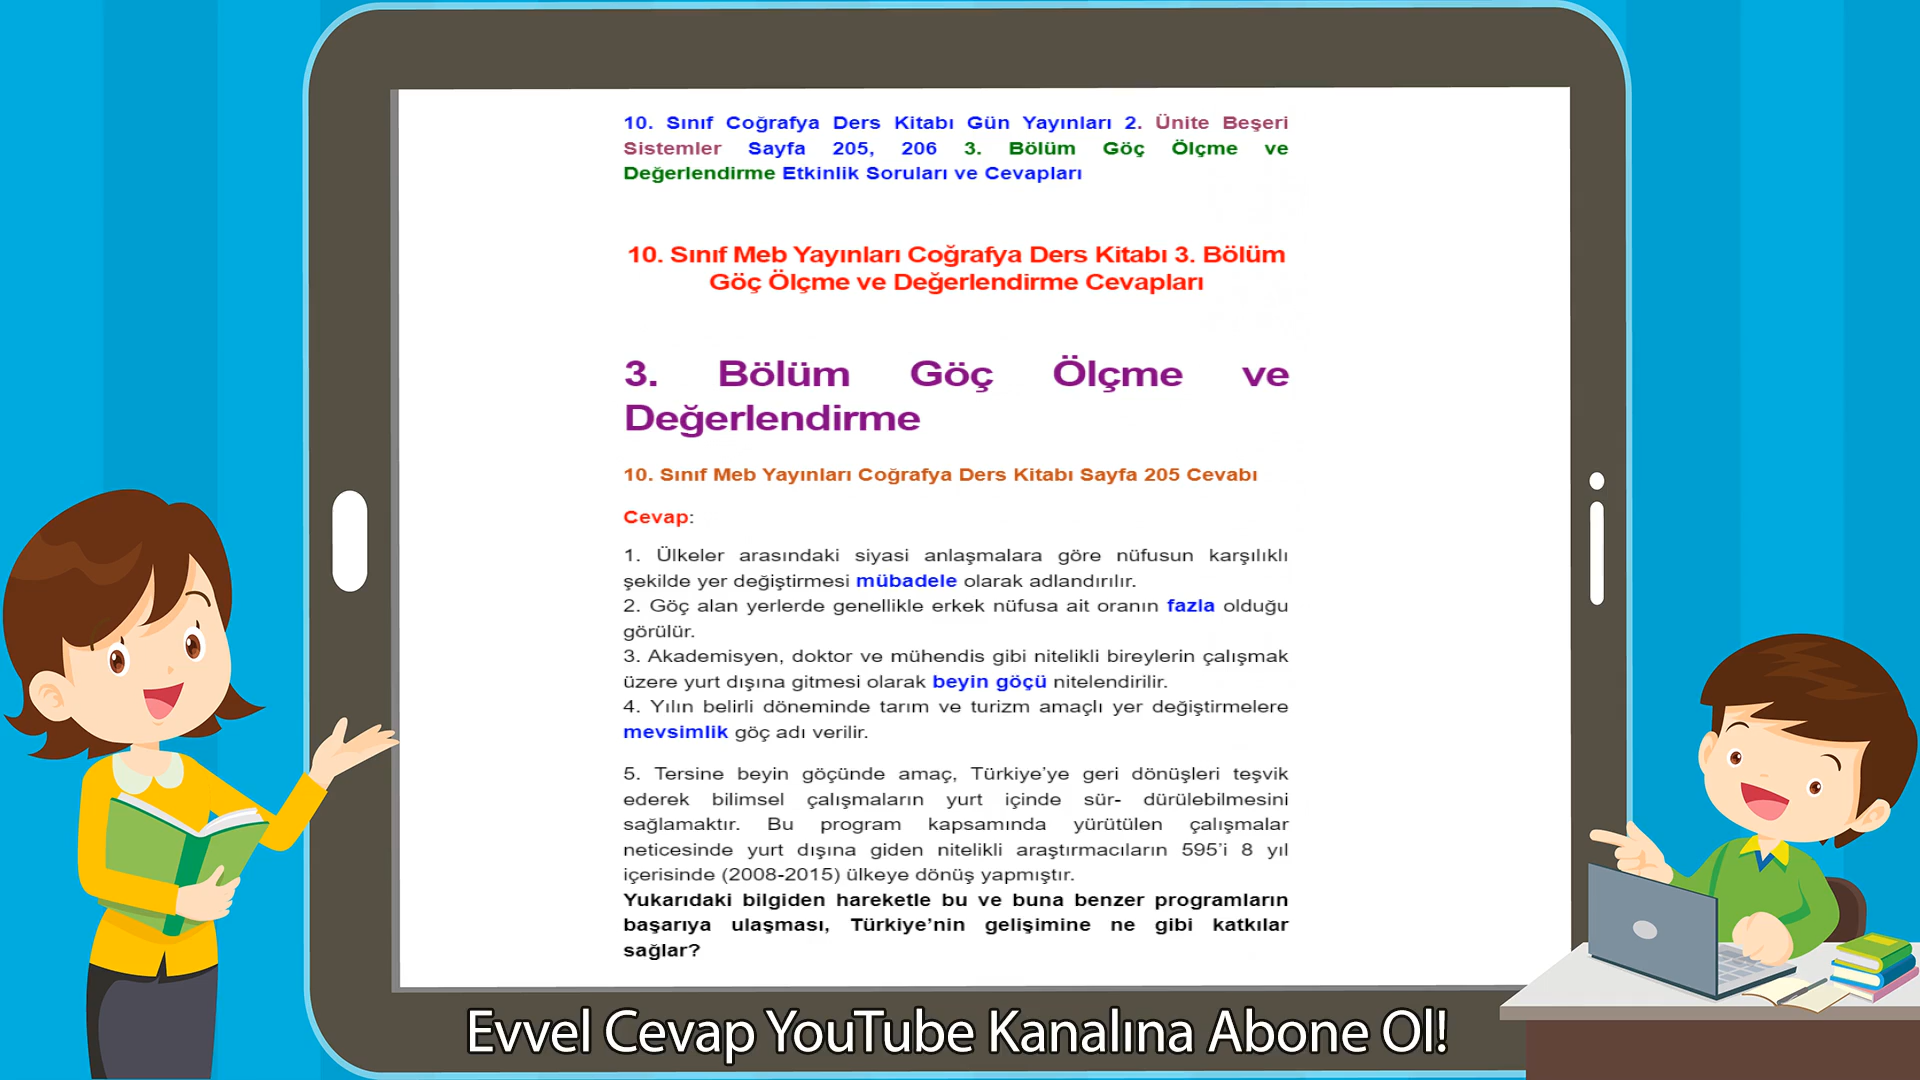 10. Sınıf Coğrafya Ders Kitabı Gün Yayınları 2. Ünite Beşeri
Sistemler Sayfa 205, 206 3. Bölüm Göç Ölçme ve
Değerlendirme Etkinlik Soruları ve Cevapları
10. Sınıf Meb Yayınları Coğrafya Ders Kitabı 3. Bölüm
Göç Ölçme ve Değerlendirme Cevapları
3. Bölüm Göç Ölçme ve
Değerlendirme
10. Sınıf Meb Yayınları Coğrafya Ders Kitabı Sayfa 205 Cevabı
Cevap:
1. Ülkeler arasındaki siyasi anlaşmalara göre nüfusun karşılıklı
şekilde yer değiştirmesi mübadele olarak adlandırılır.
2. Göç alan yerlerde genellikle erkek nüfusa ait oranın fazla olduğu
görülür.
3. Akademisyen, doktor ve mühendis gibi nitelikli bireylerin çalışmak
üzere yurt dışına gitmesi olarak beyin göçü nitelendirilir.
4. Yılın belirli döneminde tarım ve turizm amaçlı yer değiştirmelere
mevsimlik göç adı verilir.
5. Tersine beyin göçünde amaç, Türkiye’ye geri dönüşleri teşvik
ederek bilimsel çalışmaların yurt içinde sür- dürülebilmesini
sağlamaktır. Bu program kapsamında yürütülen çalışmalar
neticesinde yurt dışına giden nitelikli araştırmacıların 595’i 8 yıl
içerisinde (2008-2015) ülkeye dönüş yapmıştır.
Yukarıdaki bilgiden hareketle bu ve buna benzer programların
başarıya ulaşması, Türkiye’nin gelişimine ne gibi katkılar
sağlar?
Evvel Cevap YouTube Kanalına Abone Ol!